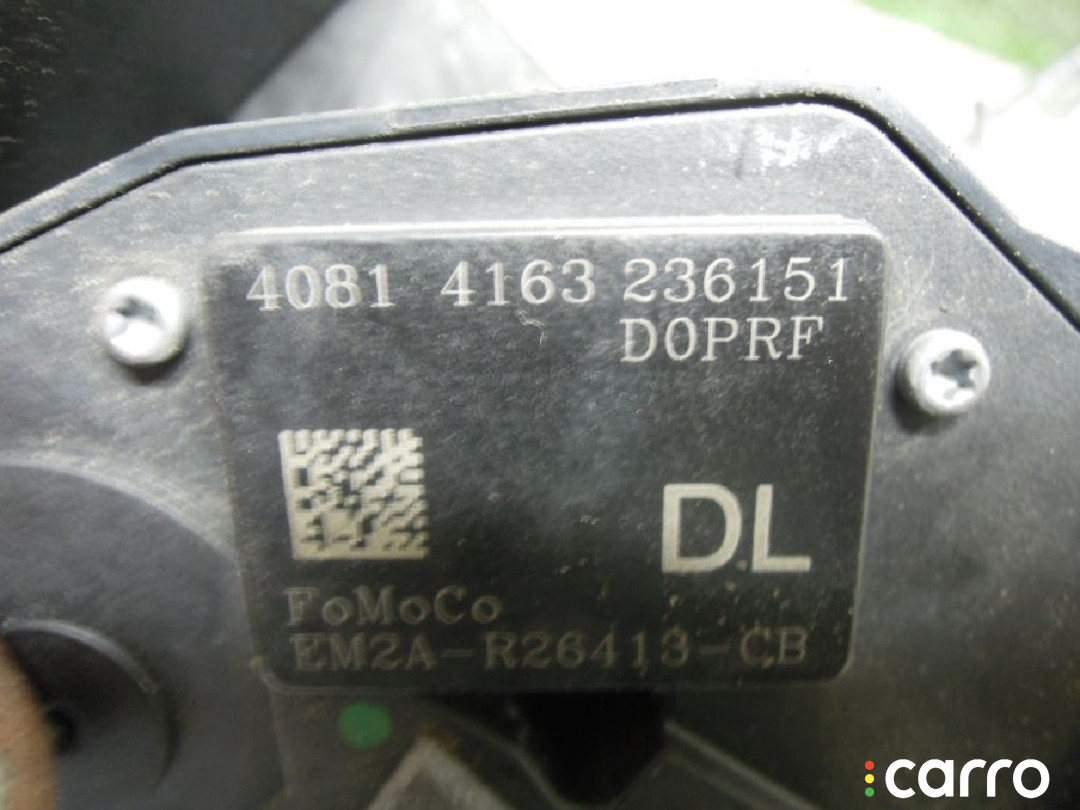 4081 4163 236151
D0PRF
DL
FoMoCo
EM2A-R26413-CB
carro